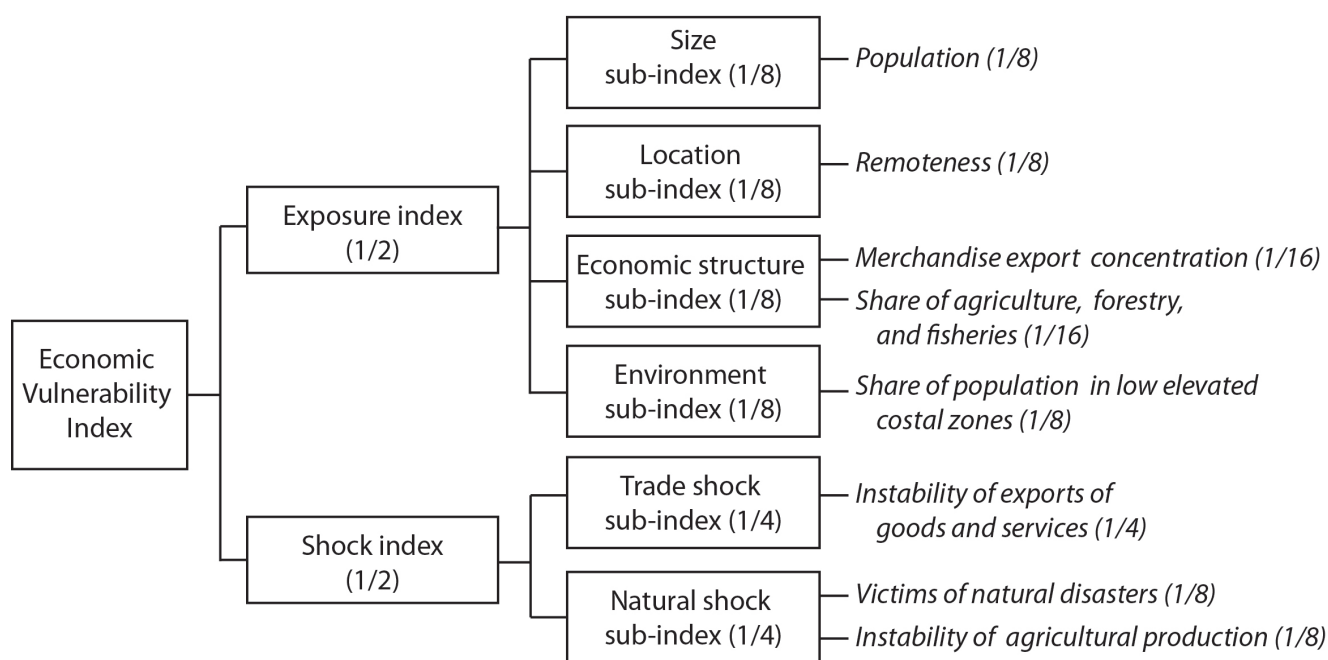 Economic
Vulnerability
Index
Exposure index
(1/2)
Size
sub-index (1/8)
Population (1/8)
Location
sub-index (1/8)
Remoteness (1/8)
Economic structure
sub-index (1/8)
Merchandise export concentration (1/16)
Share of agriculture, forestry,
and fisheries (1/16)
Environment
sub-index (1/8)
Share of population in low elevated
costal zones (1/8)
Shock index
(1/2)
Trade shock
sub-index (1/4)
Instability of exports of
goods and services (1/4)
Natural shock
sub-index (1/4)
Victims of natural disasters (1/8)
Instability of agricultural production (1/8)